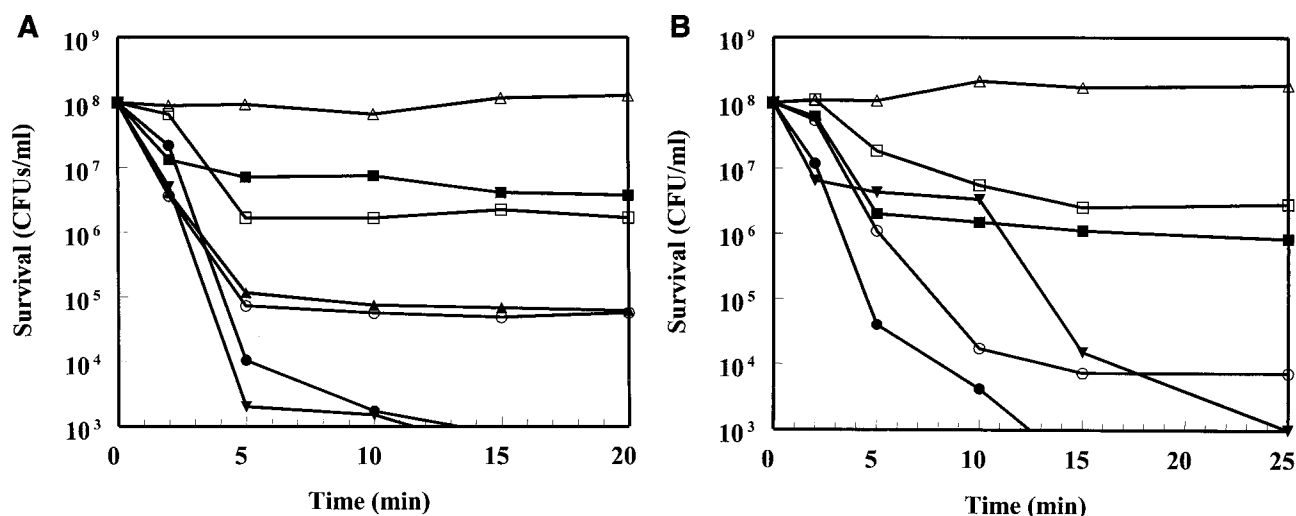 A
Survival (CFUs/ml)
10⁹
10⁸
10⁷
10⁶
10⁵
10⁴
10³
0 5 10 15 20
Time (min)
B
Survival (CFU/ml)
10⁹
10⁸
10⁷
10⁶
10⁵
10⁴
10³
0 5 10 15 20 25
Time (min)